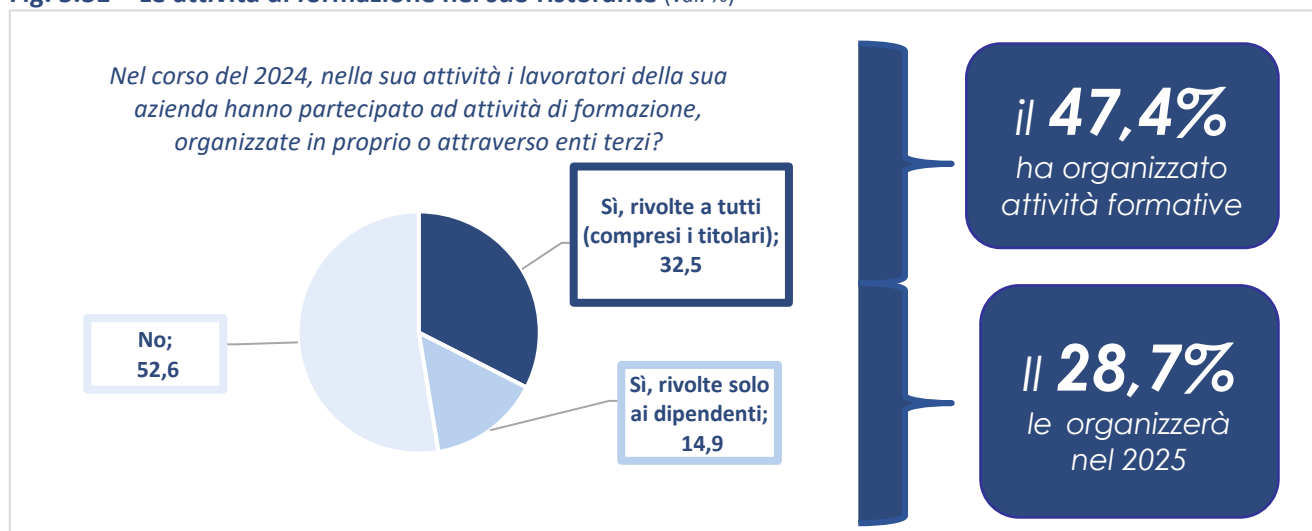 Nel corso del 2024, nella sua attività i lavoratori della sua
azienda hanno partecipato ad attività di formazione,
organizzate in proprio o attraverso enti terzi?
Sì, rivolte a tutti
(compresi i titolari);
32,5
No;
52,6
Sì, rivolte solo
ai dipendenti;
14,9
il 47,4%
ha organizzato
attività formative
Il 28,7%
le organizzerà
nel 2025